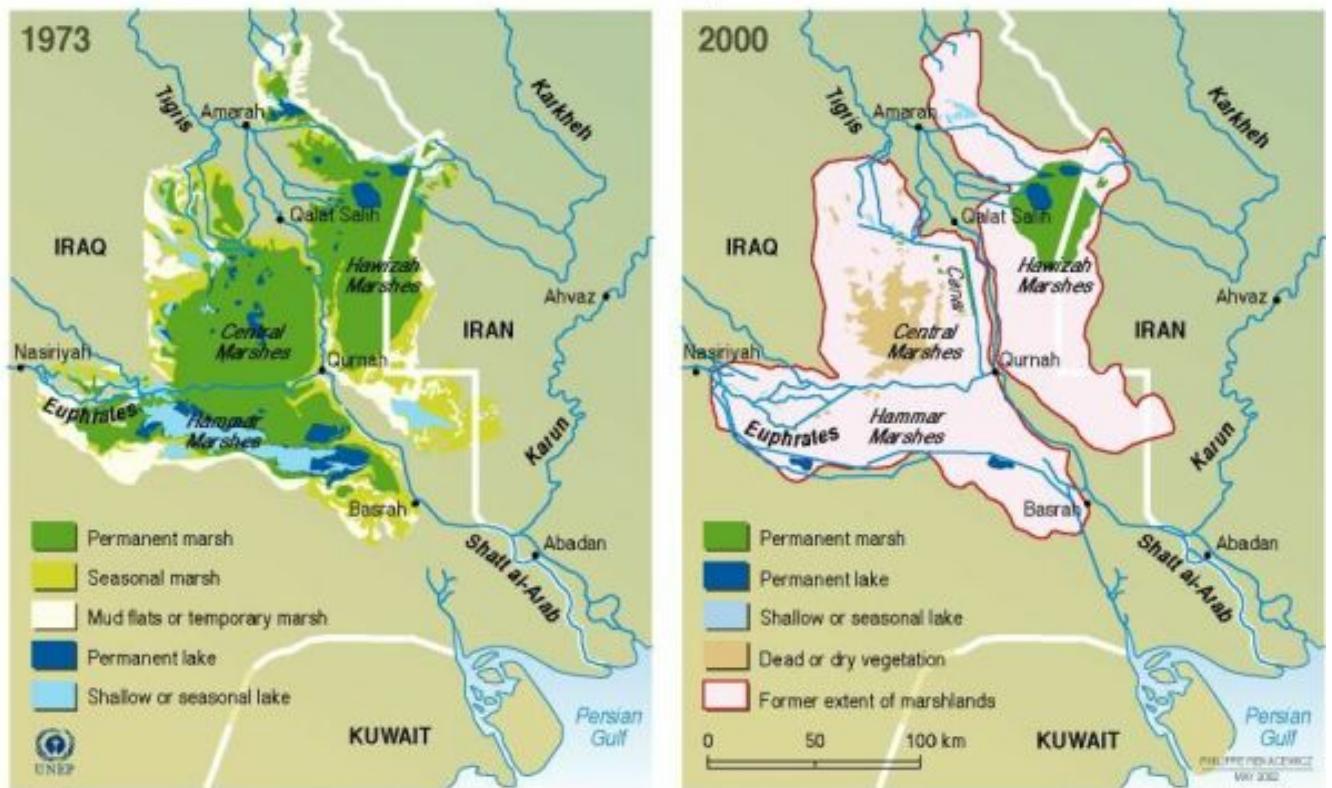 1973
Tigris
Amarah
Karkheh
Qalat Salih
IRAQ
Hawizah
Marshes
Ahvaz
IRAN
Central
Marshes
Nasiriyah
Qurnah
Euphrates
Hammar
Marshes
Karun
Basrah
Abadan
Shatt al-Arab
Permanent marsh
Seasonal marsh
Mud flats or temporary marsh
Permanent lake
Shallow or seasonal lake
UNEP
KUWAIT
Persian
Gulf
2000
Tigris
Amarah
Karkheh
Qalat Salih
IRAQ
Hawizah
Marshes
Canal
Ahvaz
IRAN
Central
Marshes
Nasiriyah
Qurnah
Hammar
Marshes
Euphrates
Karun
Basrah
Abadan
Shatt al-Arab
Permanent marsh
Permanent lake
Shallow or seasonal lake
Dead or dry vegetation
Former extent of marshlands
0 50 100 km
KUWAIT
Persian
Gulf
PHILIPPE REKACEWICZ
MAY 2002